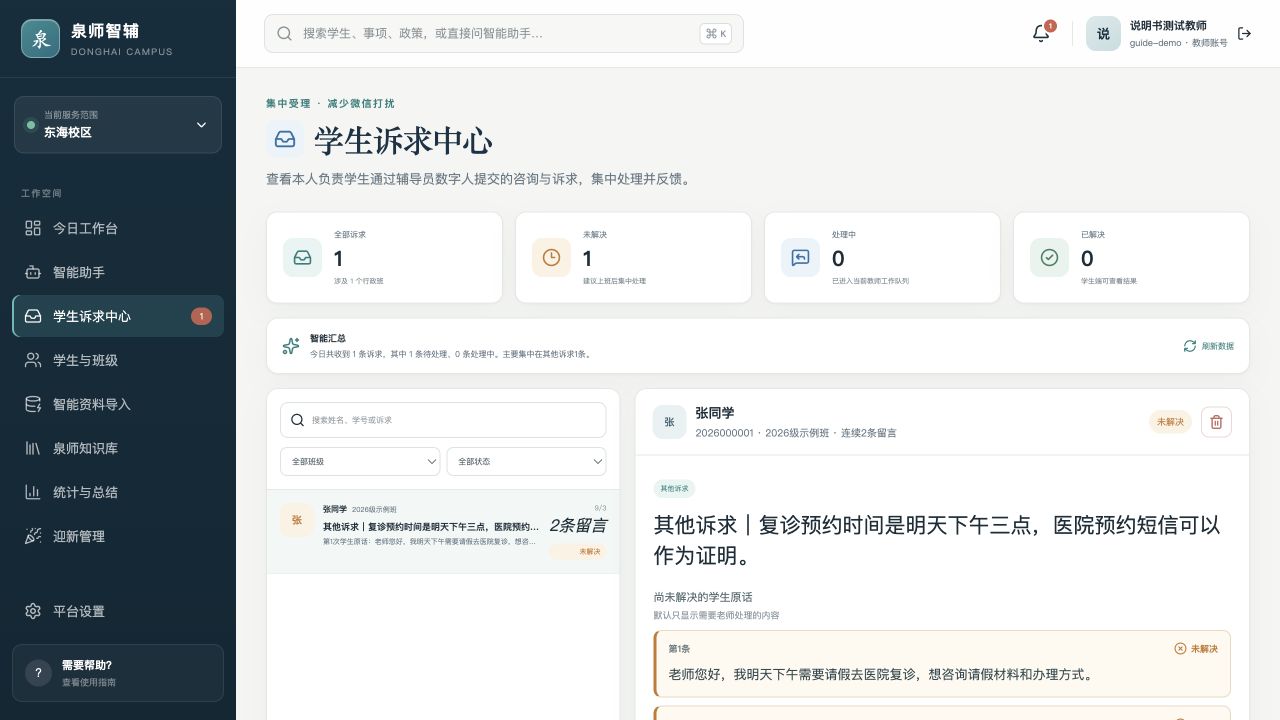 泉 泉师智辅
DONGHAI CAMPUS
当前服务范围
东海校区
工作空间
今日工作台
智能助手
学生诉求中心 1
学生与班级
智能资料导入
泉师知识库
统计与总结
迎新管理
平台设置
? 需要帮助?
查看使用指南
搜索学生、事项、政策，或直接问智能助手... ⌘ K
1
说 说明书测试教师
guide-demo · 教师账号
集中受理 · 减少微信打扰
学生诉求中心
查看本人负责学生通过辅导员数字人提交的咨询与诉求，集中处理并反馈。
全部诉求
1
涉及 1 个行政班
未解决
1
建议上班后集中处理
处理中
0
已进入当前教师工作队列
已解决
0
学生端可查看结果
智能汇总
今日共收到 1 条诉求，其中 1 条待处理，0 条处理中。主要集中在其他诉求1条。
刷新数据
搜索姓名、学号或诉求
全部班级 全部状态
张 张同学 2026级示例班 9/3
其他诉求｜复诊预约时间是明天下午三点，医院预约... 2条留言
第1次学生原话：老师您好，我明天下午需要请假去医院复诊，想咨...
未解决
张 张同学
2026000001 · 2026级示例班 · 连续2条留言
未解决
其他诉求
其他诉求｜复诊预约时间是明天下午三点，医院预约短信可以
作为证明。
尚未解决的学生原话
默认只显示需要老师处理的内容
第1条 未解决
老师您好，我明天下午需要请假去医院复诊，想咨询请假材料和办理方式。